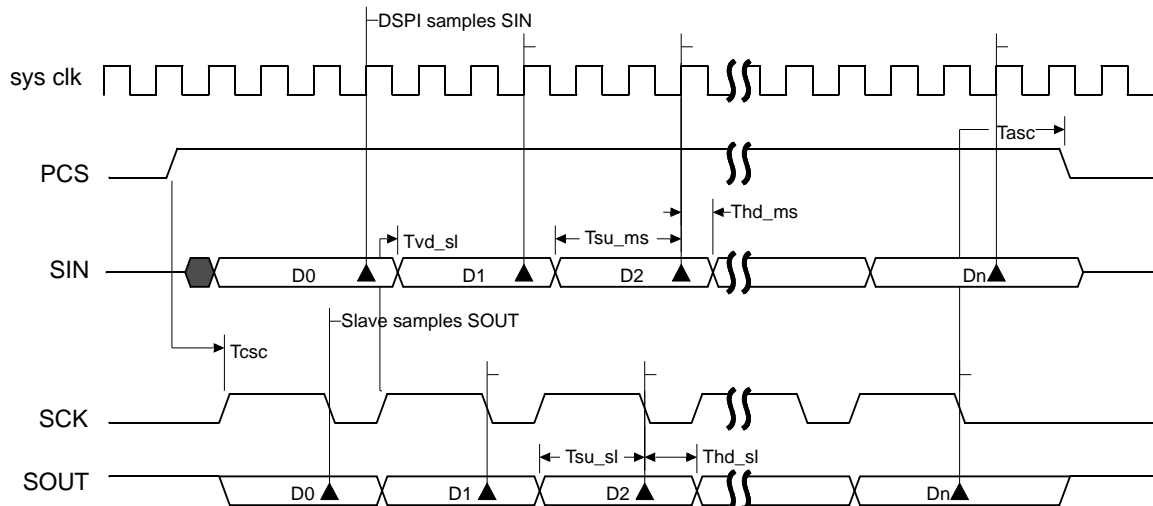 DSPI samples SIN
sys clk
Tasc
PCS
Thd_ms
Tvd_sl
Tsu_ms
SIN
D0
D1
D2
Dn
Slave samples SOUT
Tcsc
SCK
Tsu_sl
Thd_sl
SOUT
D0
D1
D2
Dn